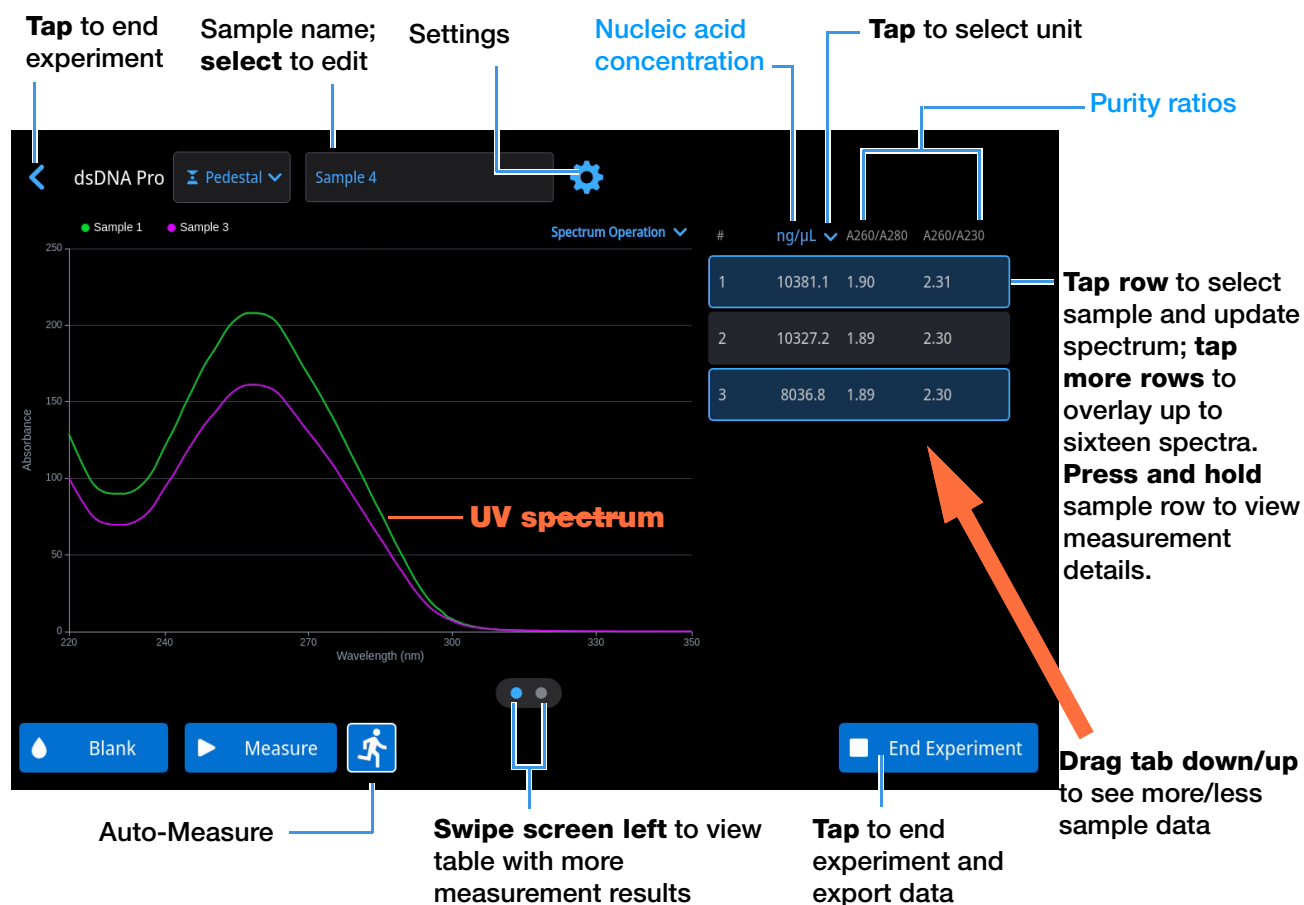 Tap to end
experiment
Sample name;
select to edit
Settings
Nucleic acid
concentration
Tap to select unit
Purity ratios
dsDNA Pro
Pedestal
Sample 4
Sample 1
Sample 3
Spectrum Operation
# ng/µL A260/A280 A260/A230
1 10381.1 1.90 2.31
2 10327.2 1.89 2.30
3 8036.8 1.89 2.30
Tap row to select
sample and update
spectrum; tap
more rows to
overlay up to
sixteen spectra.
Press and hold
sample row to view
measurement
details.
250
200
150
100
50
0
Absorbance
UV spectrum
220 240 270 300 330 350
Wavelength (nm)
Blank
Measure
End Experiment
Drag tab down/up
to see more/less
sample data
Auto-Measure
Swipe screen left to view
table with more
measurement results
Tap to end
experiment and
export data